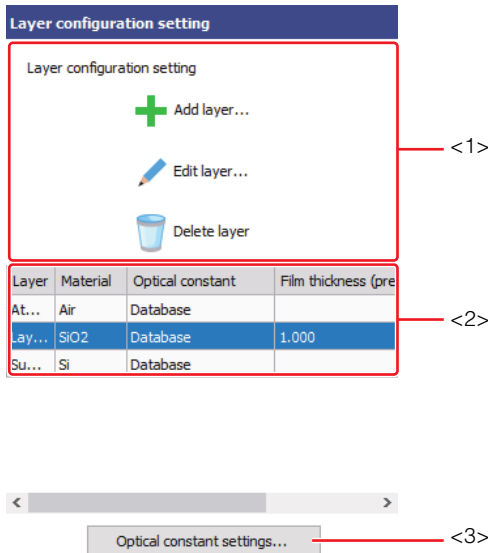 Layer configuration setting
Layer configuration setting
Add layer...
<1>
Edit layer...
Delete layer
Layer Material Optical constant Film thickness (pre
At... Air Database
<2>
Lay... SiO2 Database 1.000
Su... Si Database
Optical constant settings...
<3>